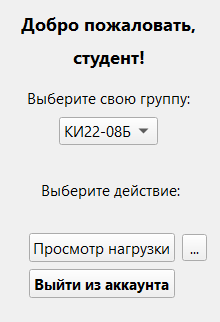 Добро пожаловать,
студент!
Выберите свою группу:
КИ22-08Б
Выберите действие:
Просмотр нагрузки ...
Выйти из аккаунта